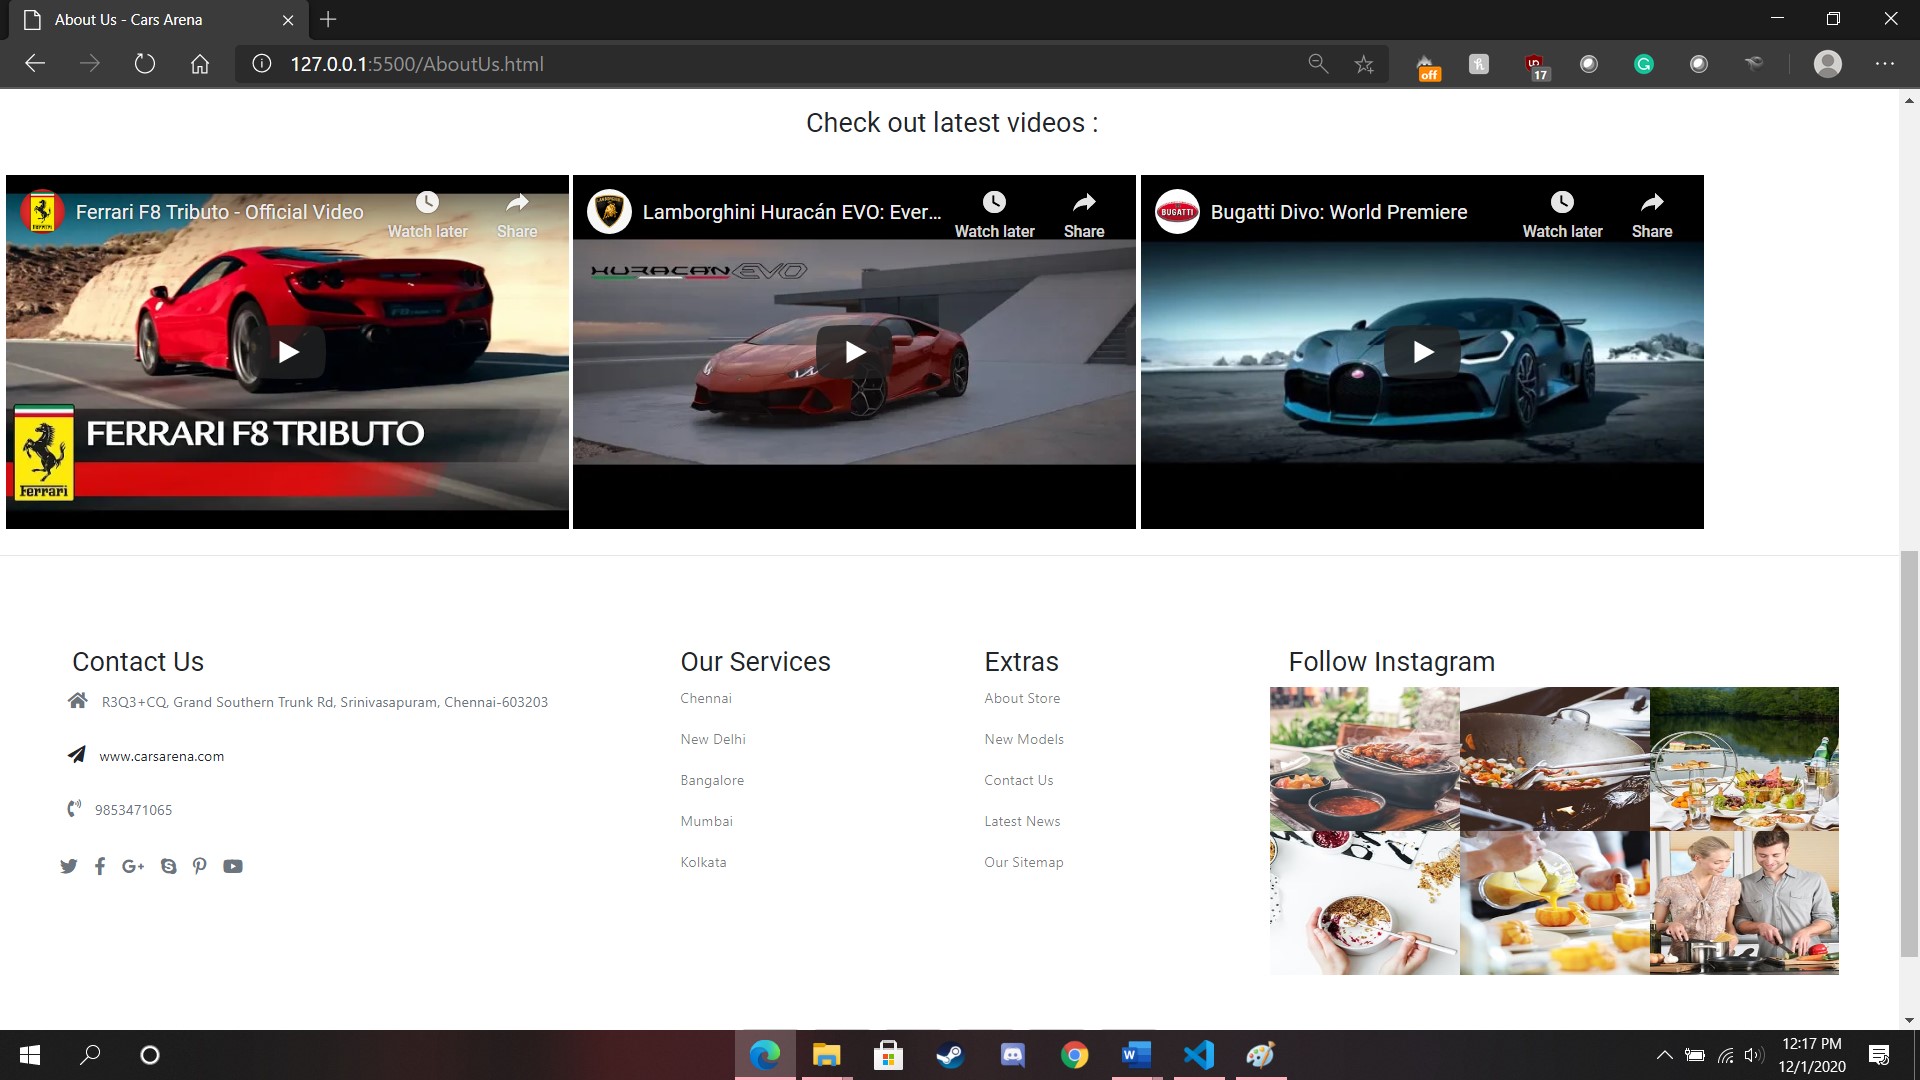 About Us - Cars Arena
127.0.0.1:5500/AboutUs.html
off
17
Check out latest videos :
Ferrari F8 Tributo - Official Video
Watch later
Share
FERRARI F8 TRIBUTO
Ferrari
Lamborghini Huracán EVO: Ever...
Watch later
Share
HURACAN EVO
BUGATTI
Bugatti Divo: World Premiere
Watch later
Share
Contact Us
R3Q3+CQ, Grand Southern Trunk Rd, Srinivasapuram, Chennai-603203
www.carsarena.com
9853471065
Our Services
Chennai
New Delhi
Bangalore
Mumbai
Kolkata
Extras
About Store
New Models
Contact Us
Latest News
Our Sitemap
Follow Instagram
12:17 PM
12/1/2020